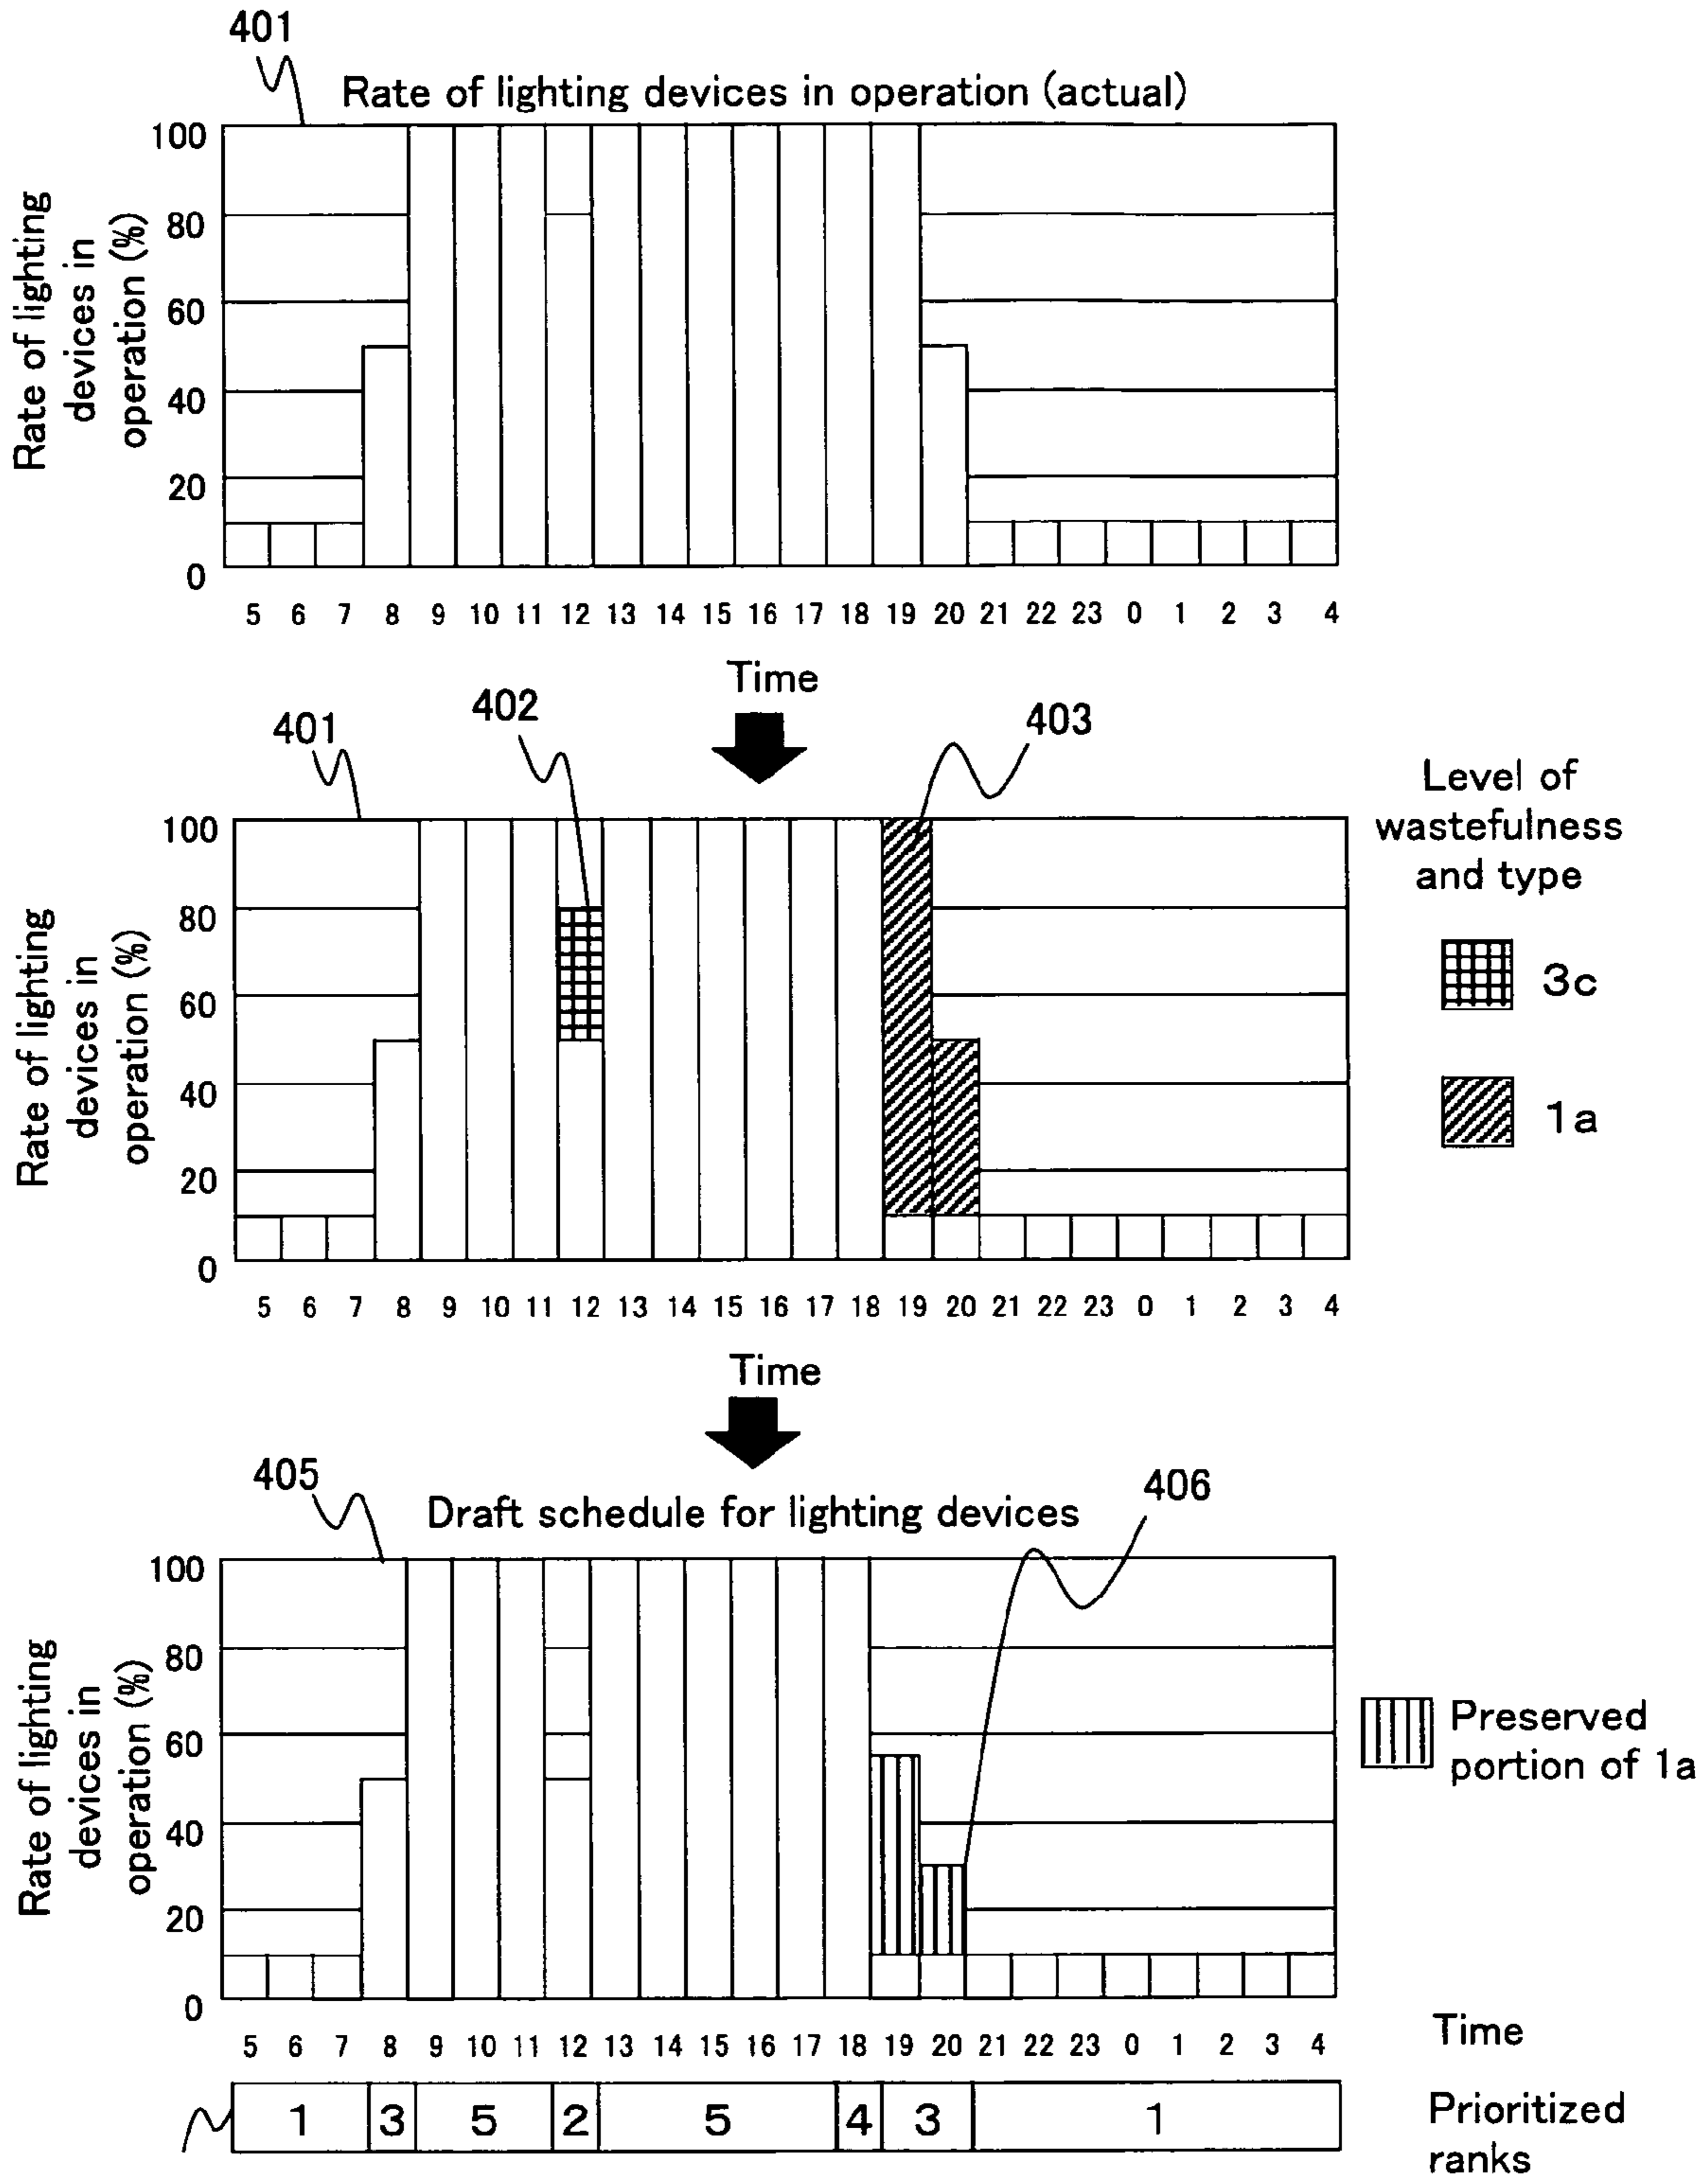 401
Rate of lighting devices in operation (actual)
Rate of lighting
devices in
operation (%)
100
80
60
40
20
0
5 6 7 8 9 10 11 12 13 14 15 16 17 18 19 20 21 22 23 0 1 2 3 4
Time
401
402
403
Rate of lighting
devices in
operation (%)
100
80
60
40
20
0
5 6 7 8 9 10 11 12 13 14 15 16 17 18 19 20 21 22 23 0 1 2 3 4
Time
Level of
wastefulness
and type
3c
1a
405
Draft schedule for lighting devices
406
Rate of lighting
devices in
operation (%)
100
80
60
40
20
0
Preserved
portion of 1a
5 6 7 8 9 10 11 12 13 14 15 16 17 18 19 20 21 22 23 0 1 2 3 4
Time
1 3 5 2 5 4 3 1
Prioritized
ranks